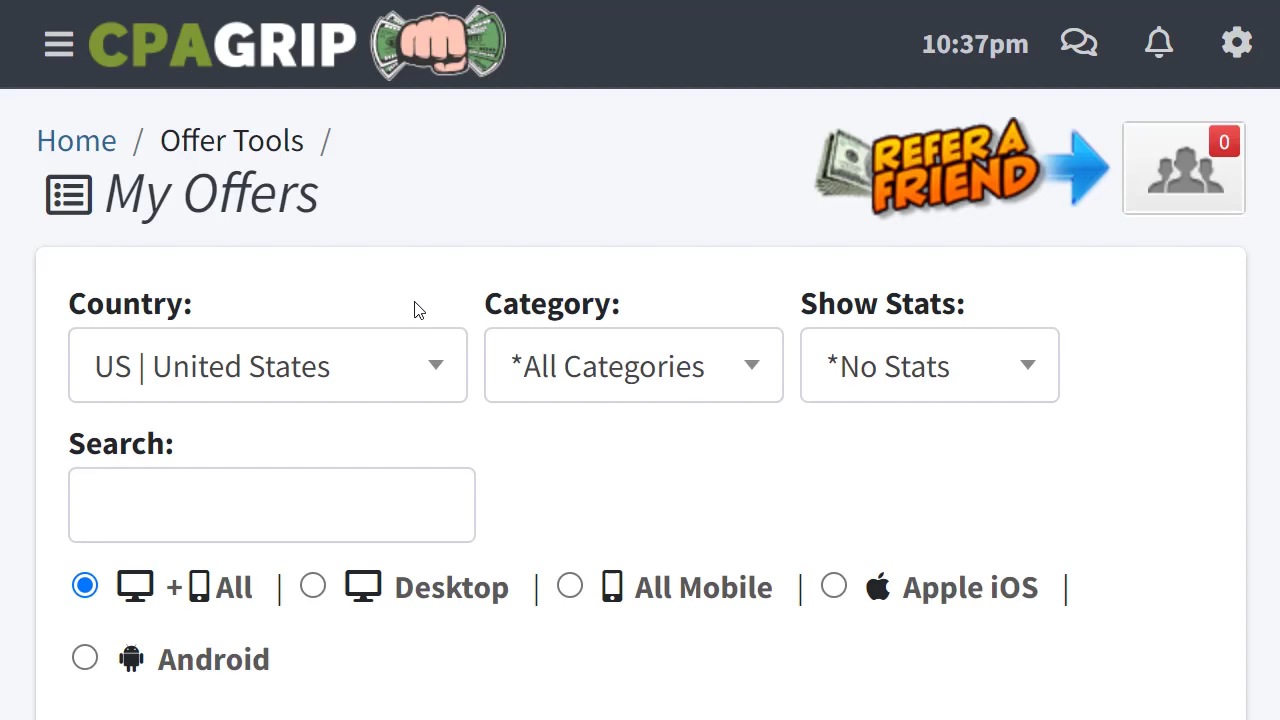 CPAGRIP
10:37pm
Home / Offer Tools /
My Offers
REFER A
FRIEND
0
Country: Category: Show Stats:
US | United States *All Categories *No Stats
Search:
+ All | Desktop | All Mobile | Apple iOS |
Android